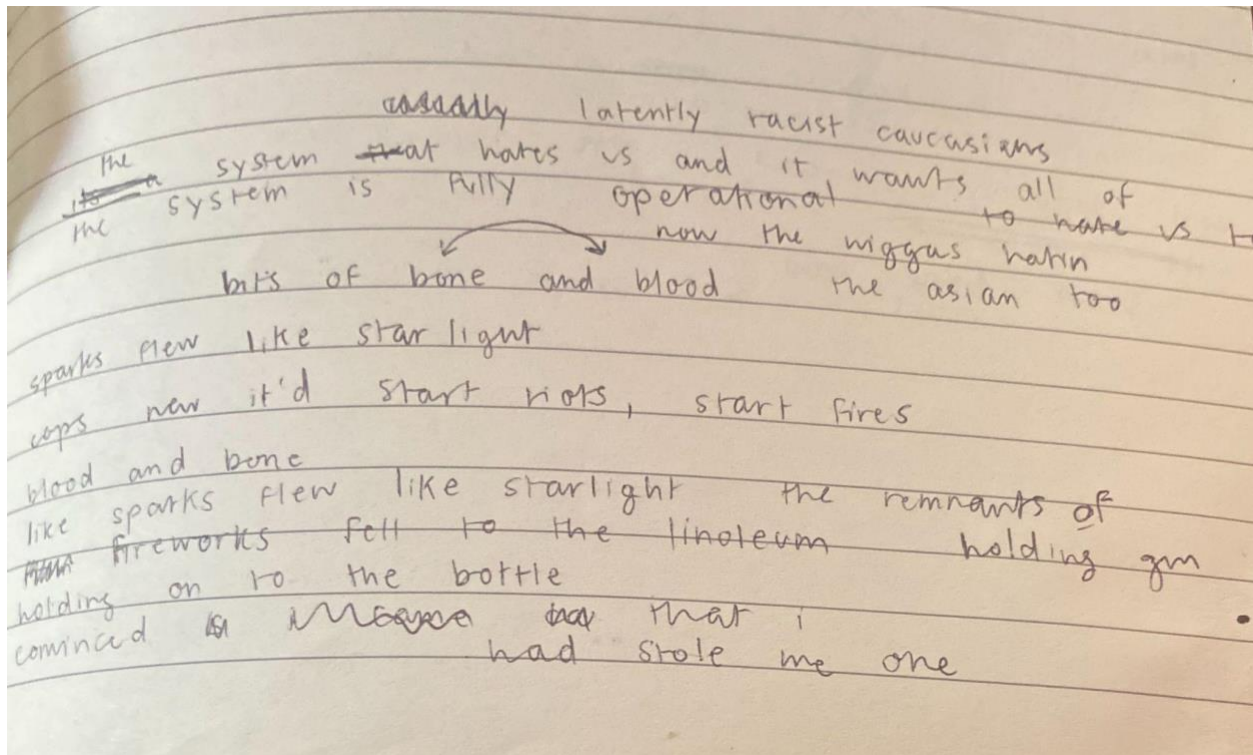 casually latently racist caucasians
the system that hates us and it wants all of
the system is fully operational to hate us t
now the niggas hatin
bits of bone and blood the asian too
sparks flew like starlight
cops new it'd start riots, start fires
blood and bone
like sparks flew like starlight the remnants of
fireworks fell to the linoleum holding gun
holding on to the bottle
convinced that i
had stole me one